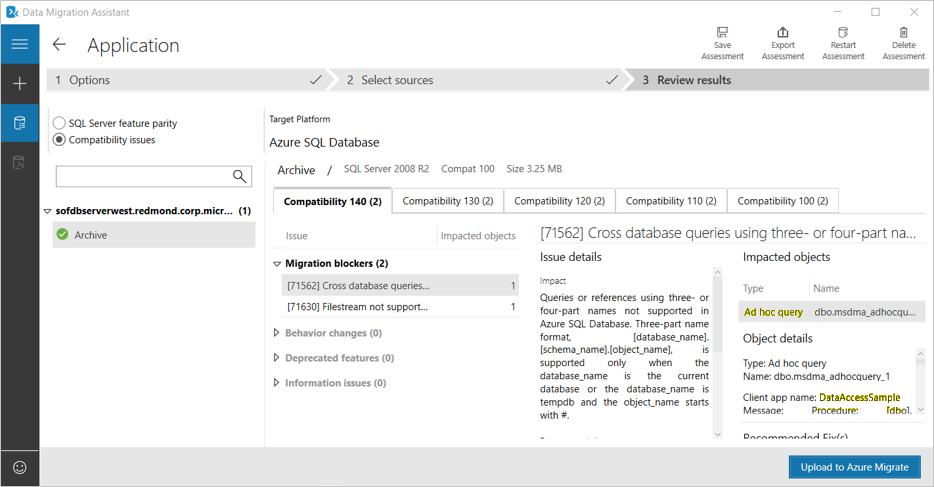 Data Migration Assistant
Application
Save Assessment
Export Assessment
Restart Assessment
Delete Assessment
1 Options
2 Select sources
3 Review results
SQL Server feature parity
Compatibility issues
sofdbserverwest.redmond.corp.micr... (1)
Archive
Target Platform
Azure SQL Database
Archive / SQL Server 2008 R2 Compat 100 Size 3.25 MB
Compatibility 140 (2)
Compatibility 130 (2)
Compatibility 120 (2)
Compatibility 110 (2)
Compatibility 100 (2)
Issue Impacted objects
Migration blockers (2)
[71562] Cross database queries... 1
[71630] Filestream not support... 1
Behavior changes (0)
Deprecated features (0)
Information issues (0)
[71562] Cross database queries using three- or four-part na...
Issue details
Impact
Queries or references using three- or
four-part names not supported in
Azure SQL Database. Three-part name
format, [database_name].
[schema_name].[object_name], is
supported only when the
database_name is the current
database or the database_name is
tempdb and the object_name starts
with #.
Impacted objects
Type Name
Ad hoc query dbo.msdma_adhocqu...
Object details
Type: Ad hoc query
Name: dbo.msdma_adhocquery_1
Client app name: DataAccessSample
Message: Procedure: [dbo].
Recommended Fix(s)
Upload to Azure Migrate